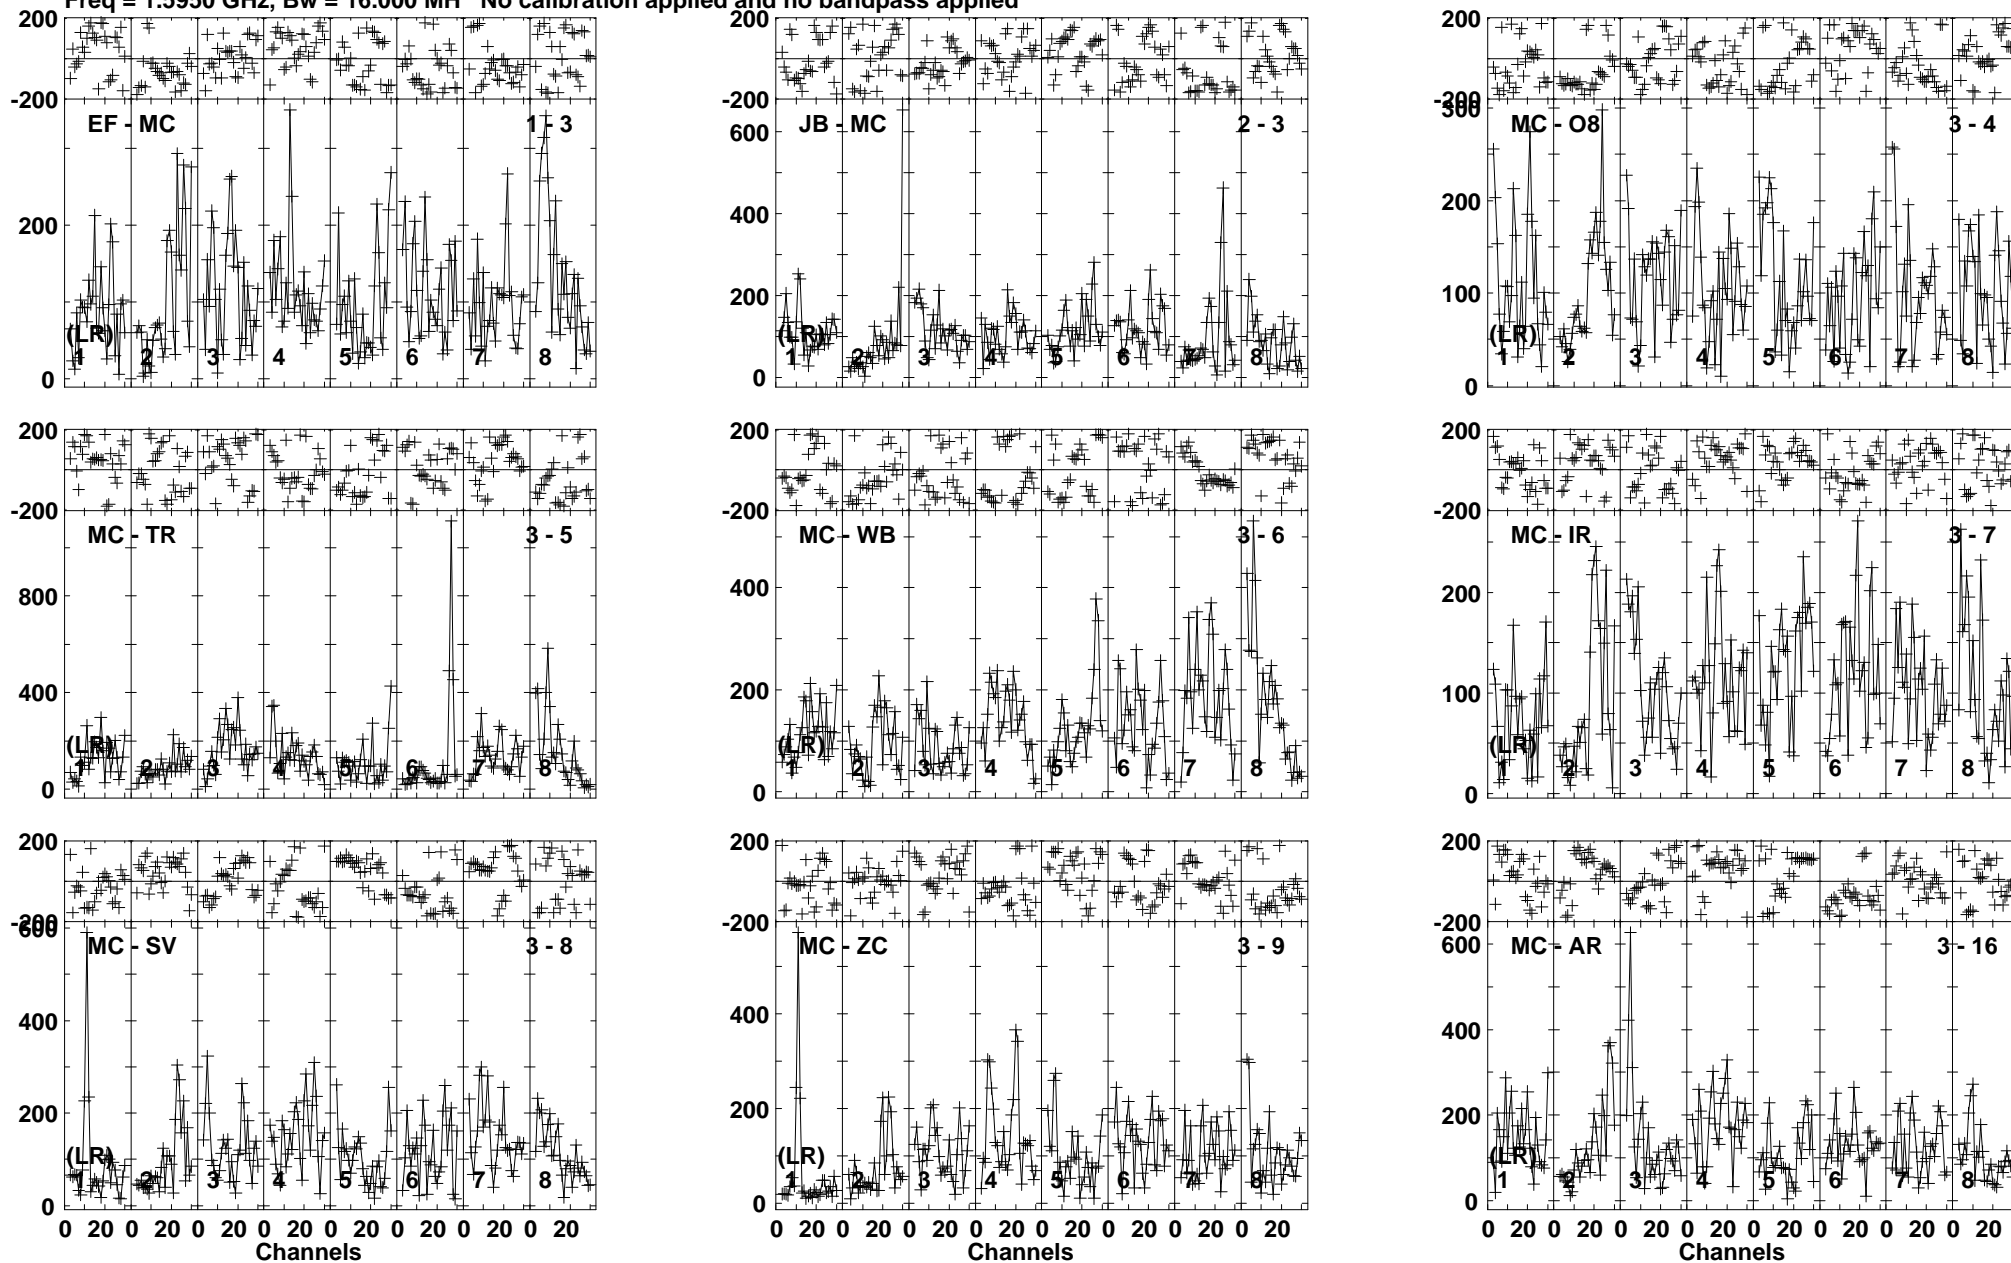 Freq = 1.5950 GHz, Bw = 16.000 MH No calibration applied and no bandpass applied
200 200 200
-200 -200 -200
EF - MC 1 - 3 JB - MC 2 - 3 MC - O8 3 - 4
300
600
200 400 200
200 100
(LR) (LR) (LR)
1 2 3 4 5 6 7 8 1 2 3 4 5 6 7 8 1 2 3 4 5 6 7 8
0 0 0
200 200 200
-200 -200 -200
MC - TR 3 - 5 MC - WB 3 - 6 MC - IR 3 - 7
800 400 200
400 200 100
(LR) (LR) (LR)
1 2 3 4 5 6 7 8 1 2 3 4 5 6 7 8 1 2 3 4 5 6 7 8
0 0 0
200 200 200
-200 -200 -200
600 MC - SV 3 - 8 MC - ZC 3 - 9 600 MC - AR 3 - 16
400 400 400
200 200 200
(LR) (LR) (LR)
1 2 3 4 5 6 7 8 1 2 3 4 5 6 7 8 1 2 3 4 5 6 7 8
0 0 0
0 20 0 20 0 20 0 20 0 20 0 20 0 20 0 20 0 20 0 20 0 20 0 20 0 20 0 20 0 20 0 20 0 20 0 20 0 20 0 20 0 20 0 20 0 20 0 20
Channels Channels Channels